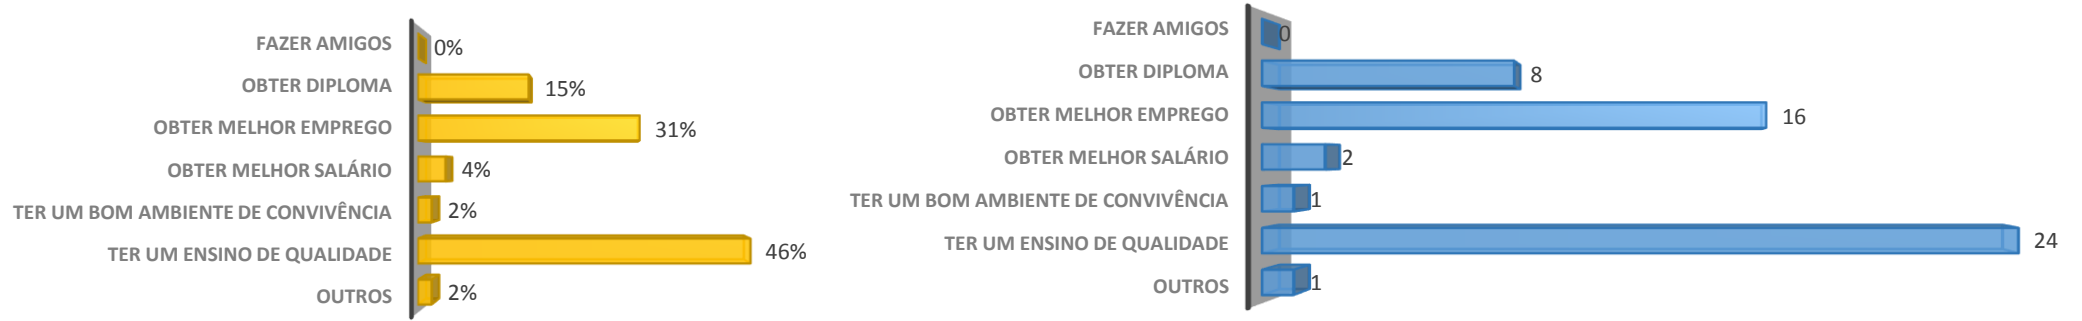 FAZER AMIGOS 0%
OBTER DIPLOMA 15%
OBTER MELHOR EMPREGO 31%
OBTER MELHOR SALÁRIO 4%
TER UM BOM AMBIENTE DE CONVIVÊNCIA 2%
TER UM ENSINO DE QUALIDADE 46%
OUTROS 2%
FAZER AMIGOS 0
OBTER DIPLOMA 8
OBTER MELHOR EMPREGO 16
OBTER MELHOR SALÁRIO 2
TER UM BOM AMBIENTE DE CONVIVÊNCIA 1
TER UM ENSINO DE QUALIDADE 24
OUTROS 1